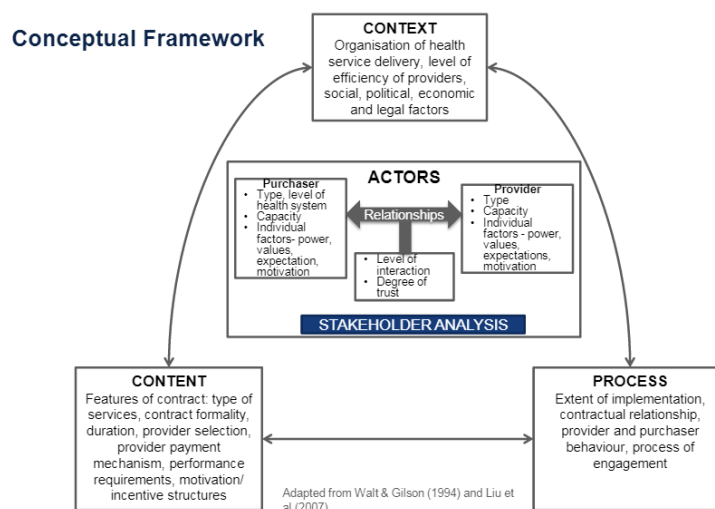 Conceptual Framework
CONTEXT
Organisation of health
service delivery, level of
efficiency of providers,
social, political, economic
and legal factors
ACTORS
Purchaser
• Type, level of
health system
• Capacity
• Individual
factors- power,
values,
expectation,
motivation
Relationships
Provider
• Type
• Capacity
• Individual
factors - power,
values,
expectations,
motivation
• Level of
interaction
• Degree of
trust
STAKEHOLDER ANALYSIS
CONTENT
Features of contract: type of
services, contract formality,
duration, provider selection,
provider payment
mechanism, performance
requirements, motivation/
incentive structures
PROCESS
Extent of implementation,
contractual relationship,
provider and purchaser
behaviour, process of
engagement
Adapted from Walt & Gilson (1994) and Liu et
al (2007)